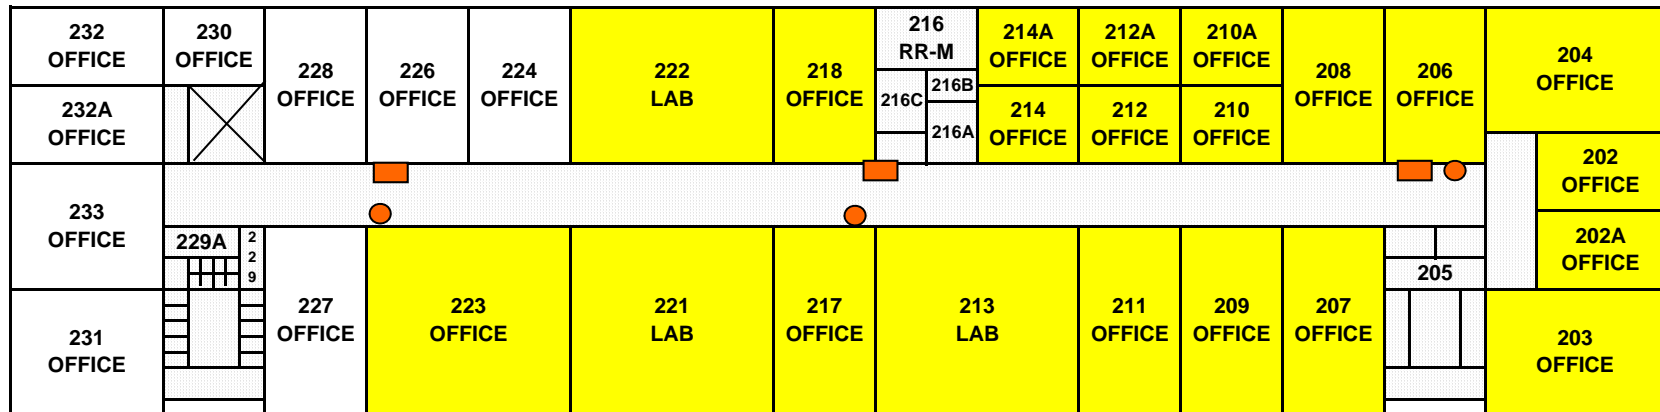 232
OFFICE
230
OFFICE
228
OFFICE
226
OFFICE
224
OFFICE
222
LAB
218
OFFICE
216
RR-M
216C
216B
216A
214A
OFFICE
212A
OFFICE
210A
OFFICE
214
OFFICE
212
OFFICE
210
OFFICE
208
OFFICE
206
OFFICE
204
OFFICE
232A
OFFICE
202
OFFICE
202A
OFFICE
233
OFFICE
229A
2
2
9
205
231
OFFICE
227
OFFICE
223
OFFICE
221
LAB
217
OFFICE
213
LAB
211
OFFICE
209
OFFICE
207
OFFICE
203
OFFICE